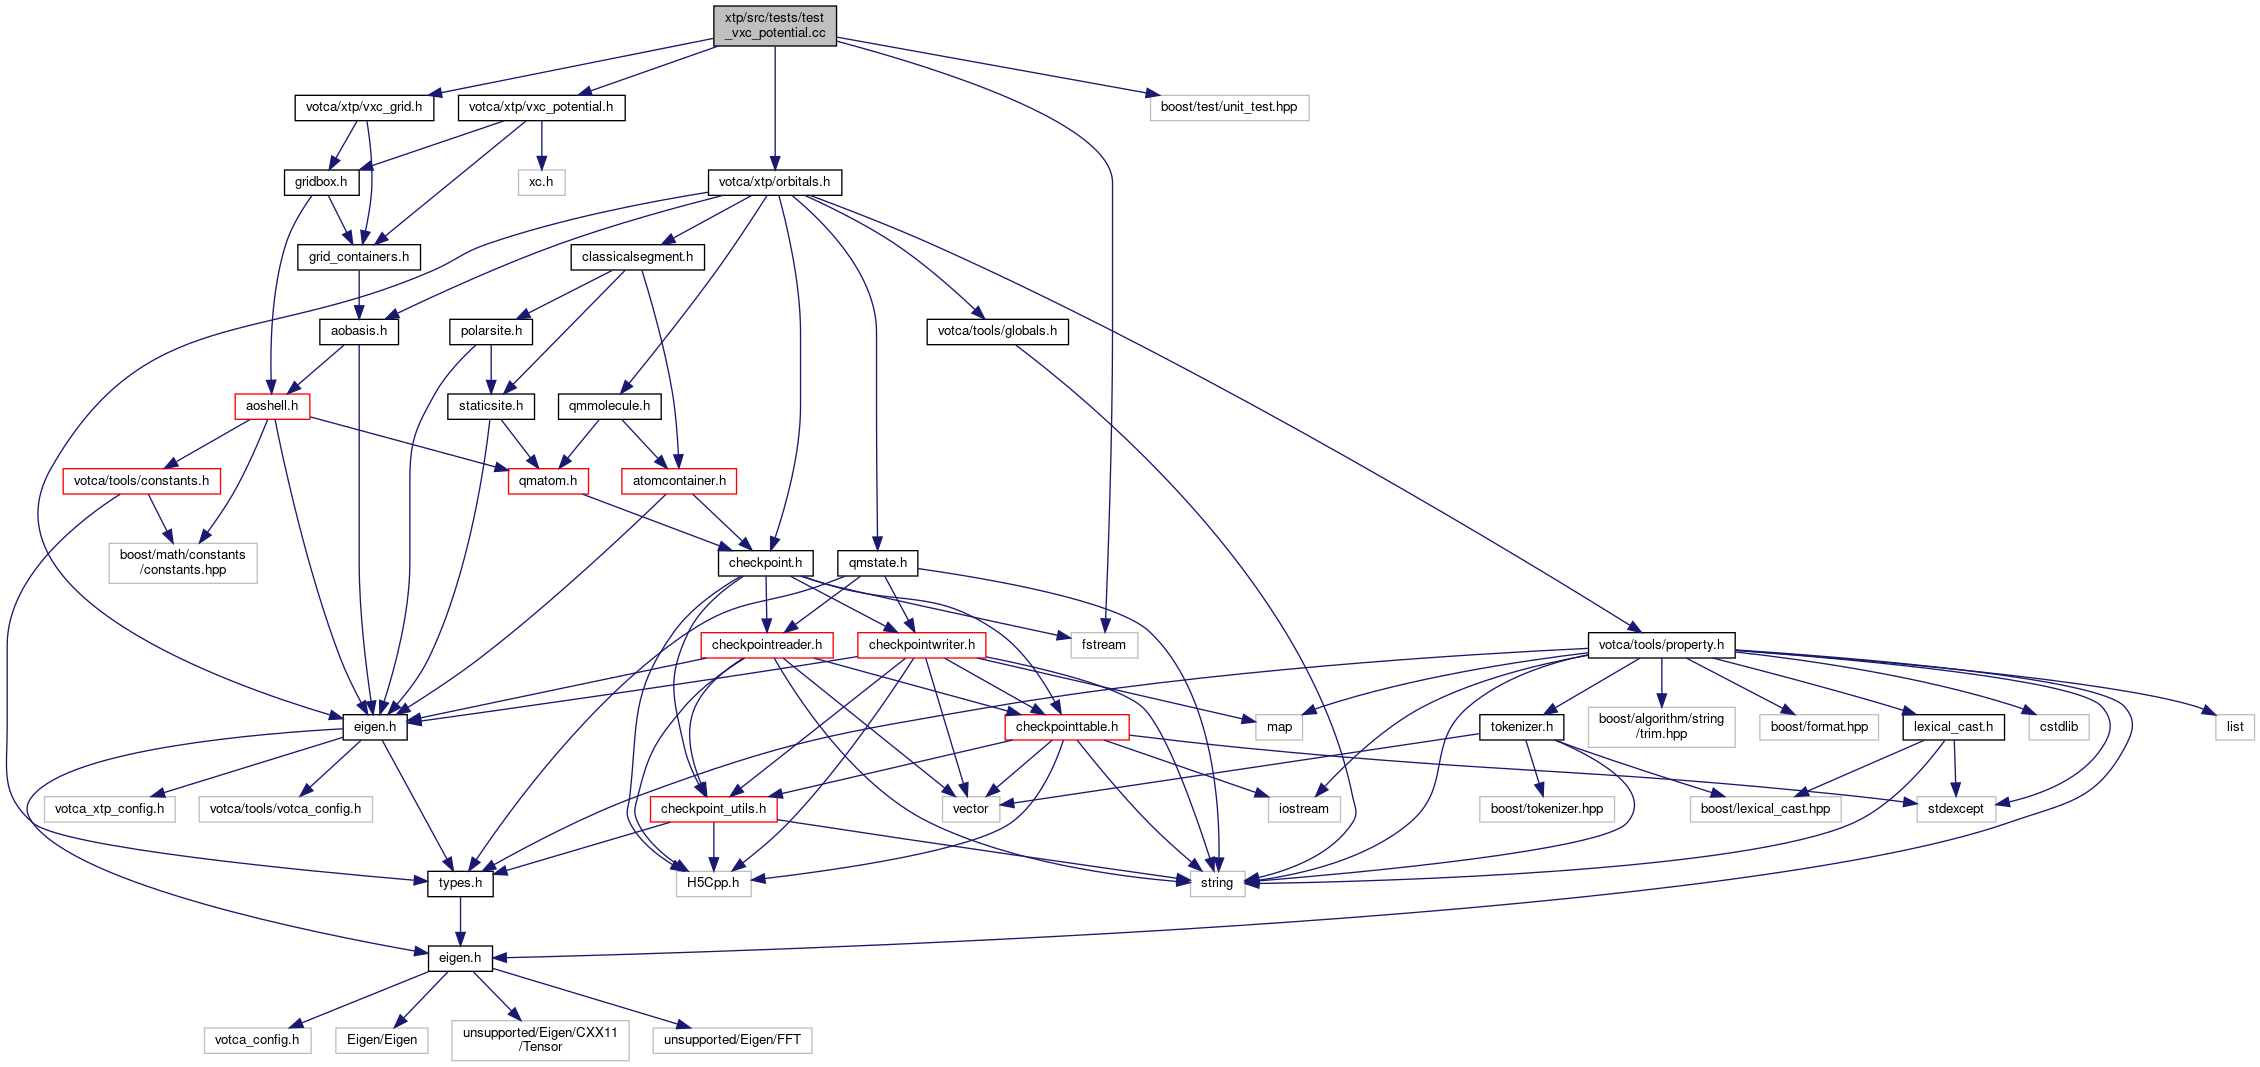 xtp/src/tests/test
_vxc_potential.cc
votca/xtp/vxc_grid.h
votca/xtp/vxc_potential.h
boost/test/unit_test.hpp
gridbox.h
xc.h
votca/xtp/orbitals.h
grid_containers.h
classicalsegment.h
aobasis.h
polarsite.h
votca/tools/globals.h
aoshell.h
staticsite.h
qmmolecule.h
votca/tools/constants.h
qmatom.h
atomcontainer.h
boost/math/constants
/constants.hpp
checkpoint.h
qmstate.h
checkpointreader.h
checkpointwriter.h
fstream
votca/tools/property.h
eigen.h
checkpointtable.h
map
tokenizer.h
boost/algorithm/string
/trim.hpp
boost/format.hpp
lexical_cast.h
cstdlib
list
votca_xtp_config.h
votca/tools/votca_config.h
checkpoint_utils.h
vector
iostream
boost/tokenizer.hpp
boost/lexical_cast.hpp
stdexcept
types.h
H5Cpp.h
string
eigen.h
votca_config.h
Eigen/Eigen
unsupported/Eigen/CXX11
/Tensor
unsupported/Eigen/FFT